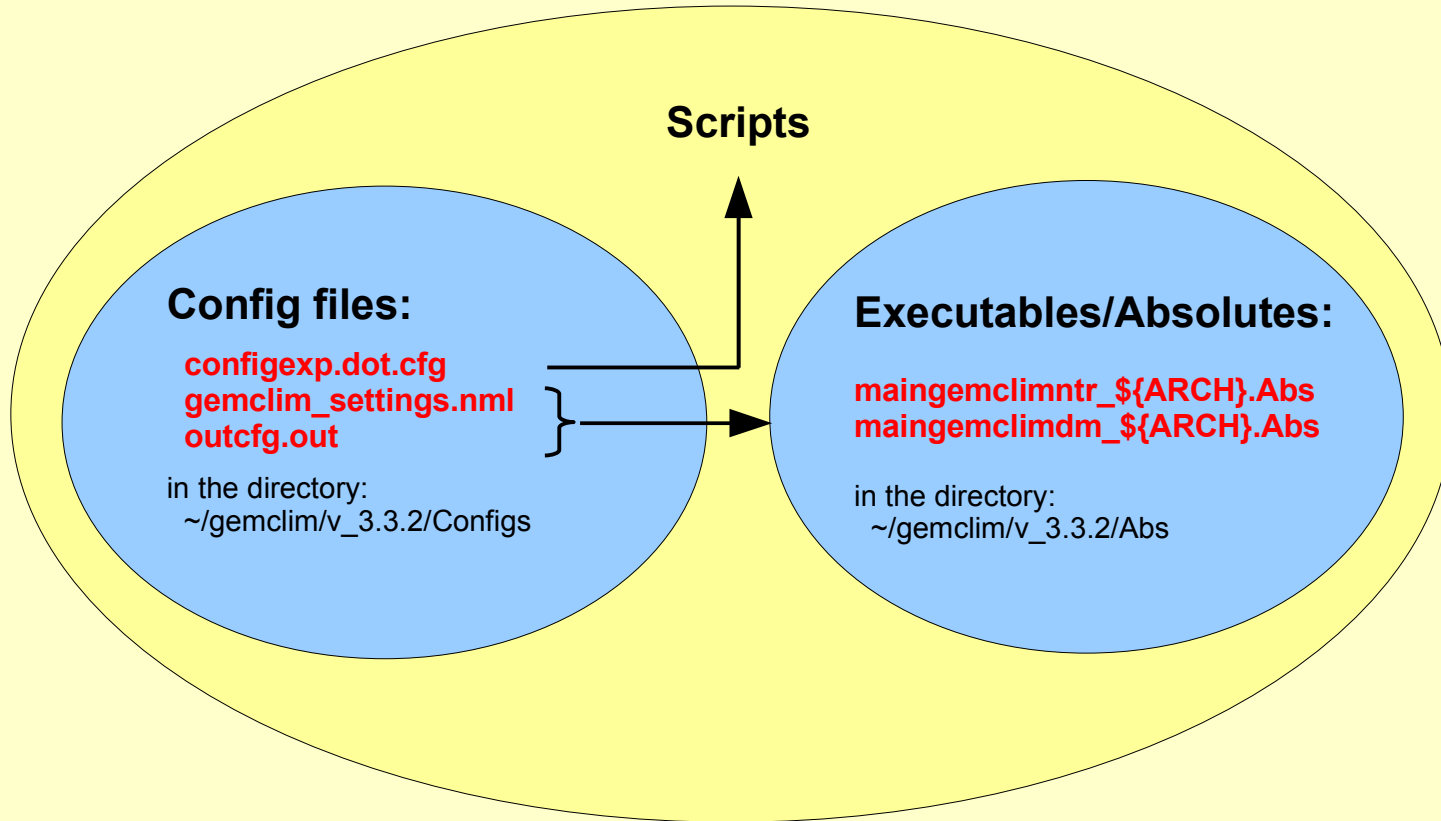 Scripts
Config files:
configexp.dot.cfg
gemclim_settings.nml
outcfg.out
in the directory:
~/gemclim/v_3.3.2/Configs
Executables/Absolutes:
maingemclimntr_${ARCH}.Abs
maingemclimdm_${ARCH}.Abs
in the directory:
~/gemclim/v_3.3.2/Abs